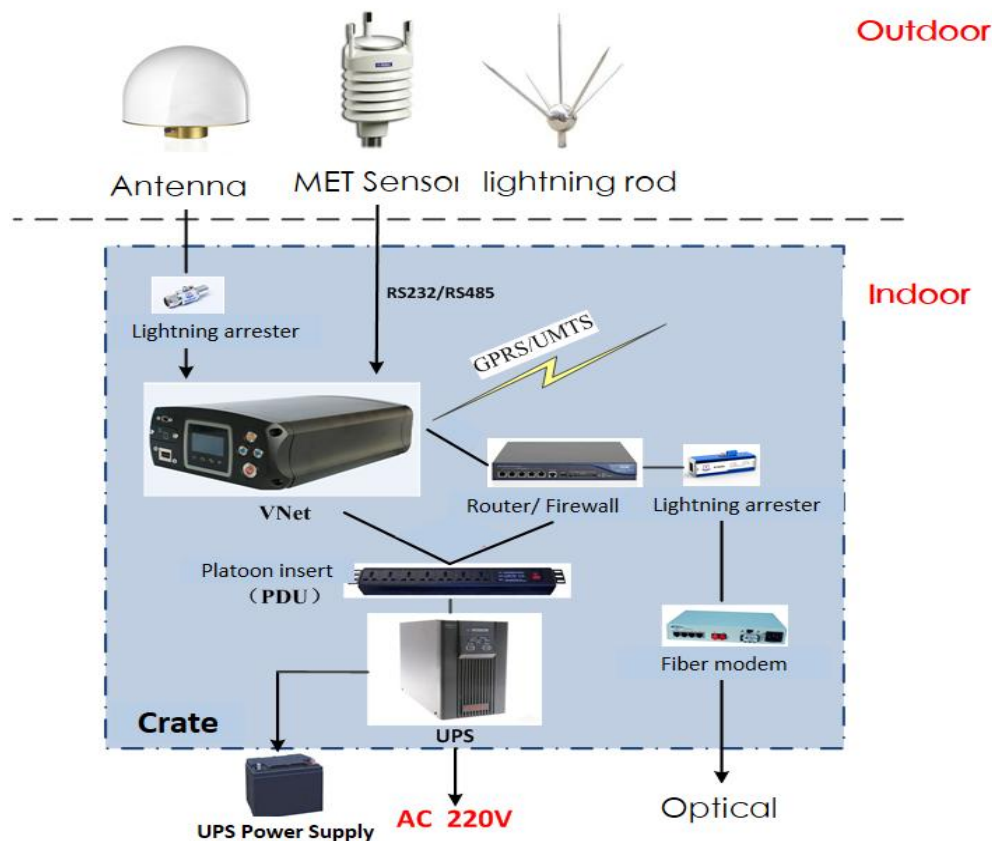 Outdoor
Antenna
MET Sensor
lightning rod
RS232/RS485
Indoor
GPRS/UMTS
Lightning arrester
VNet
Router/ Firewall
Lightning arrester
Platoon insert
（PDU）
Fiber modem
Crate
UPS
UPS Power Supply
AC 220V
Optical